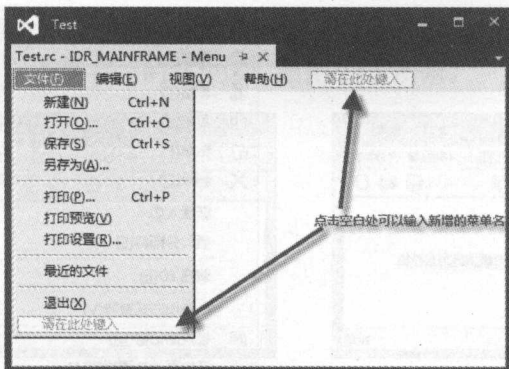 Test
Test.rc - IDR_MAINFRAME - Menu
文件(F) 编辑(E) 视图(V) 帮助(H) 请在此处键入
新建(N) Ctrl+N
打开(O)... Ctrl+O
保存(S) Ctrl+S
另存为(A)...
打印(P)... Ctrl+P
打印预览(V)
打印设置(R)...
点击空白处可以输入新增的菜单名
最近的文件
退出(X)
请在此处键入